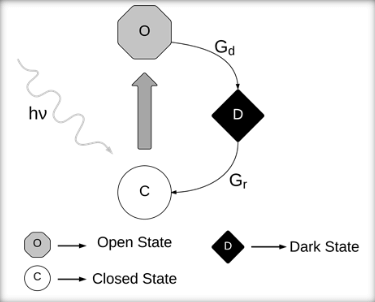 O
G_d
hν
D
C
G_r
O Open State
D Dark State
C Closed State